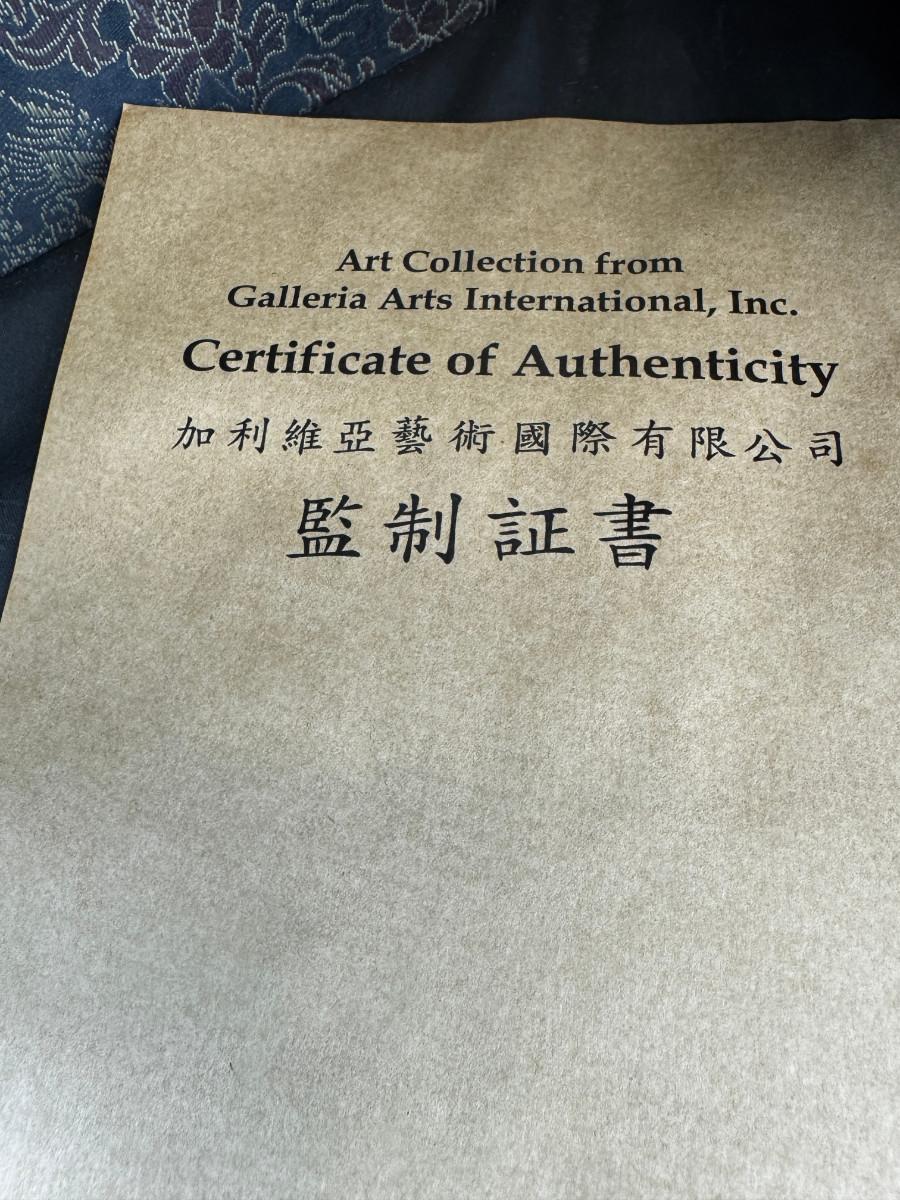 Art Collection from
Galleria Arts International, Inc.
Certificate of Authenticity
加利維亞藝術國際有限公司
監制証書